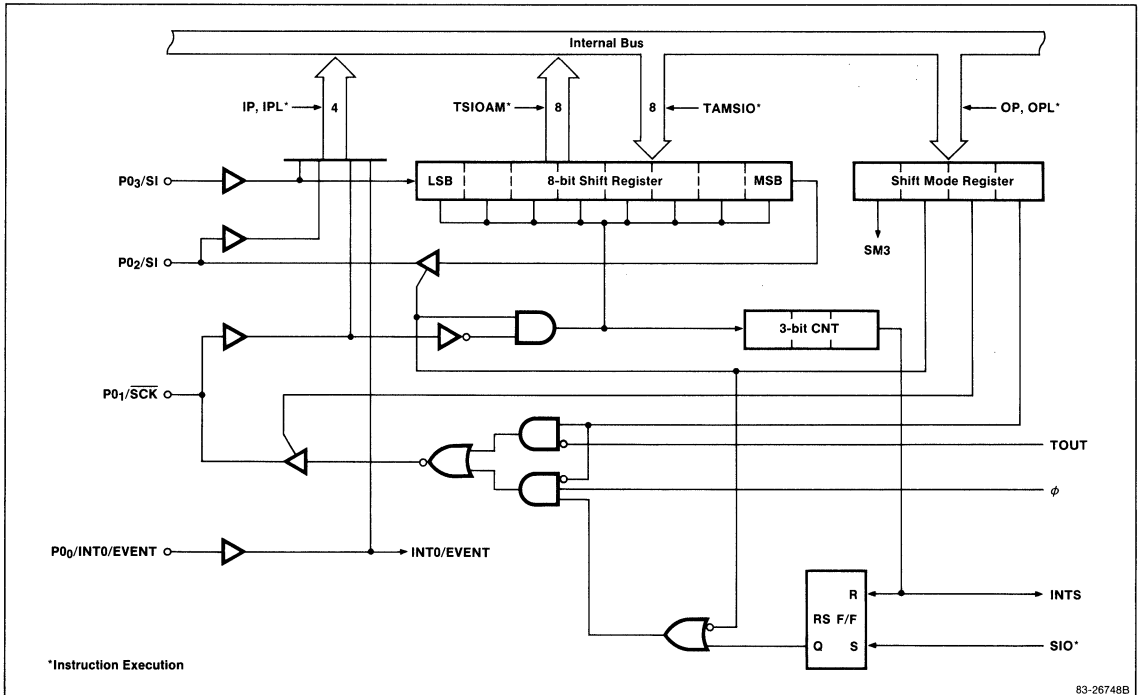 Internal Bus
IP, IPL* 4 TSIOAM* 8 8 TAMSIO* OP, OPL*
P0₃/SI LSB 8-bit Shift Register MSB Shift Mode Register
SM3
P0₂/SI
3-bit CNT
P0₁/S̅C̅K̅
TOUT
ϕ
P0₀/INT0/EVENT INT0/EVENT
R INTS
RS F/F
Q S SIO*
*Instruction Execution
83-26748B